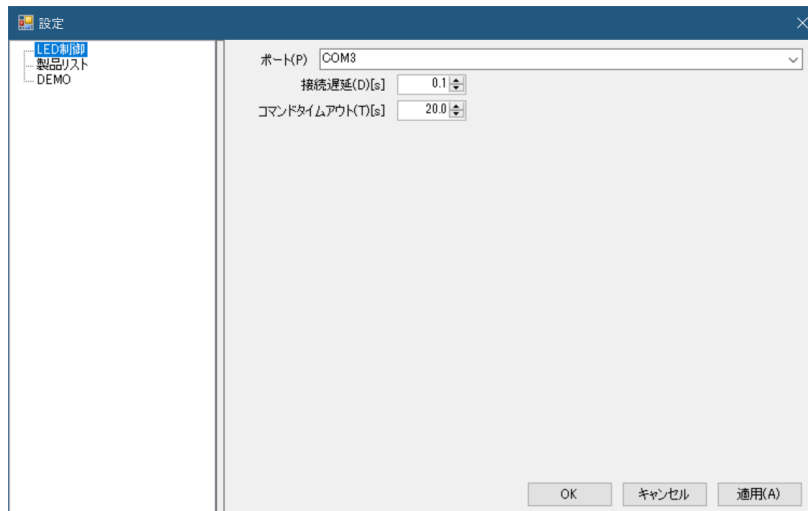 設定
LED制御
製品リスト
DEMO
ポート(P) COM3
接続遅延(D)[s] 0.1
コマンドタイムアウト(T)[s] 20.0
OK キャンセル 適用(A)